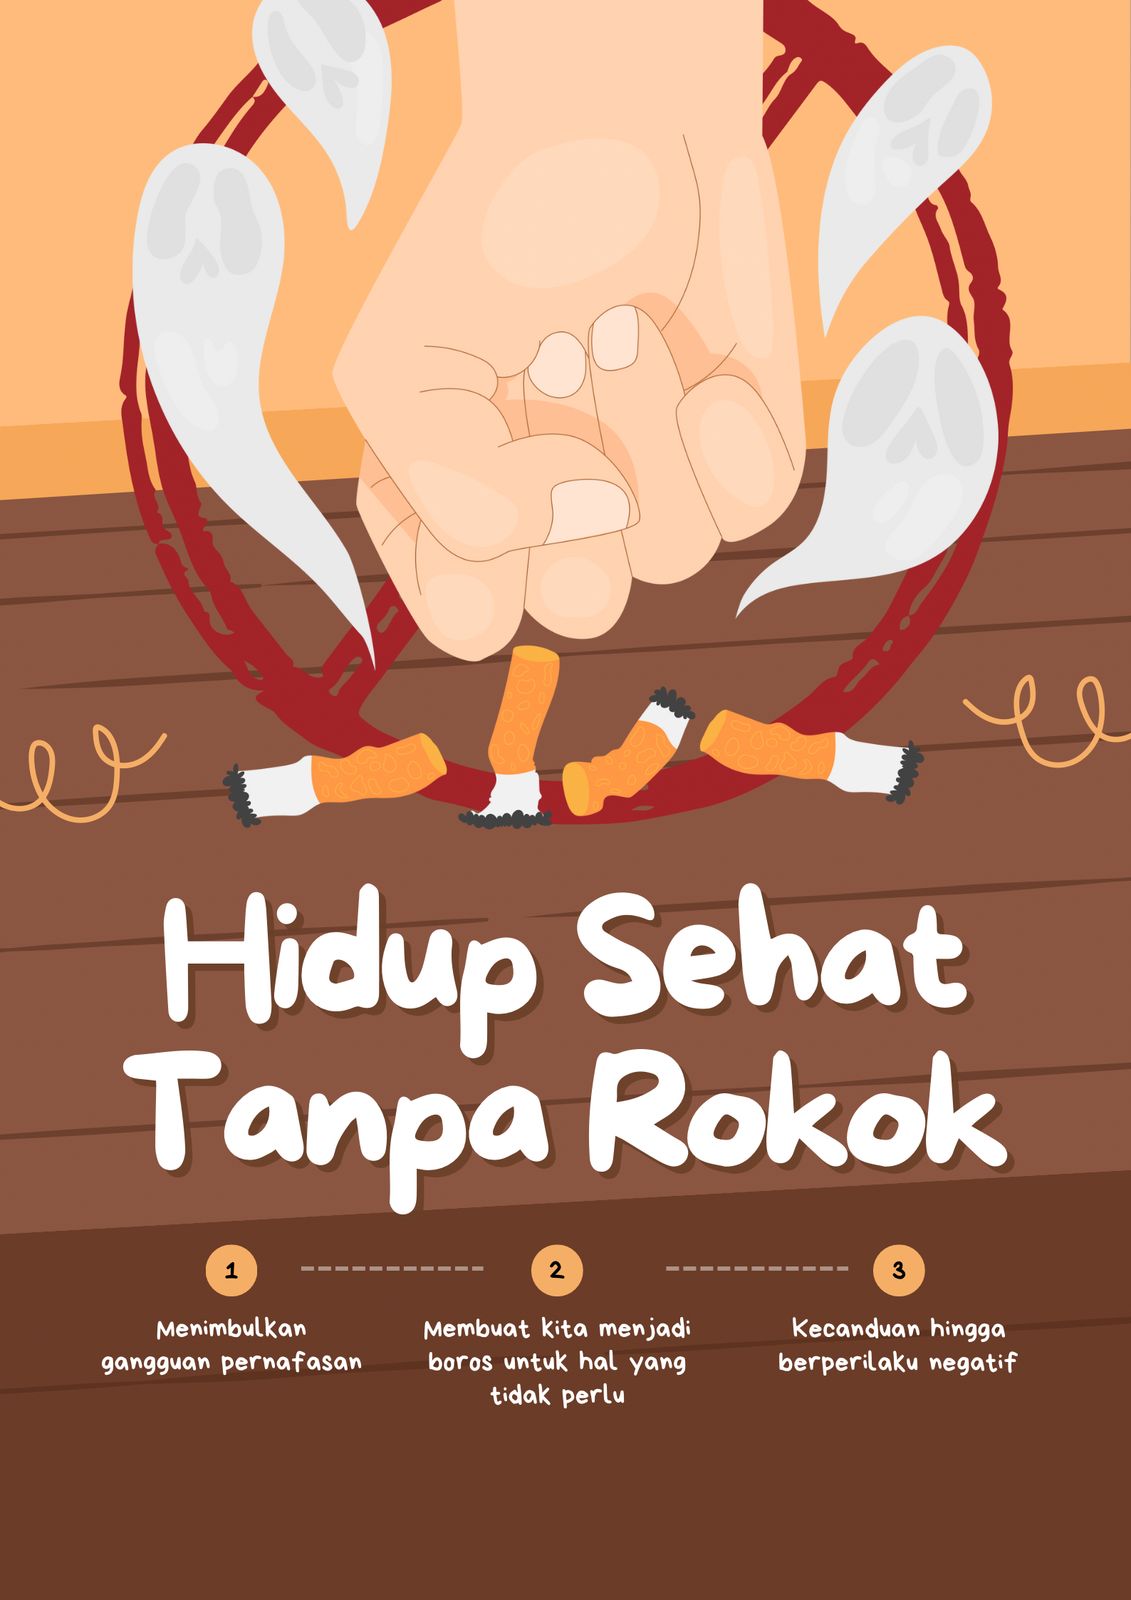 Hidup Sehat
Tanpa Rokok
1
Menimbulkan
gangguan pernafasan
2
Membuat kita menjadi
boros untuk hal yang
tidak perlu
3
Kecanduan hingga
berperilaku negatif